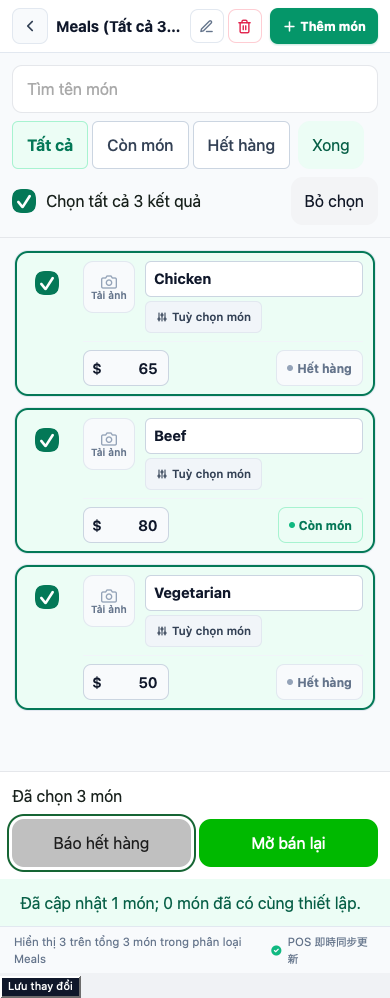 Meals (Tất cả 3...
+ Thêm món
Tìm tên món
Tất cả
Còn món
Hết hàng
Xong
Chọn tất cả 3 kết quả
Bỏ chọn
Tải ảnh
Chicken
Tuỳ chọn món
$ 65
Hết hàng
Tải ảnh
Beef
Tuỳ chọn món
$ 80
Còn món
Tải ảnh
Vegetarian
Tuỳ chọn món
$ 50
Hết hàng
Đã chọn 3 món
Báo hết hàng
Mở bán lại
Đã cập nhật 1 món; 0 món đã có cùng thiết lập.
Hiển thị 3 trên tổng 3 món trong phân loại
Meals
POS 即時同步更
新
Lưu thay đổi